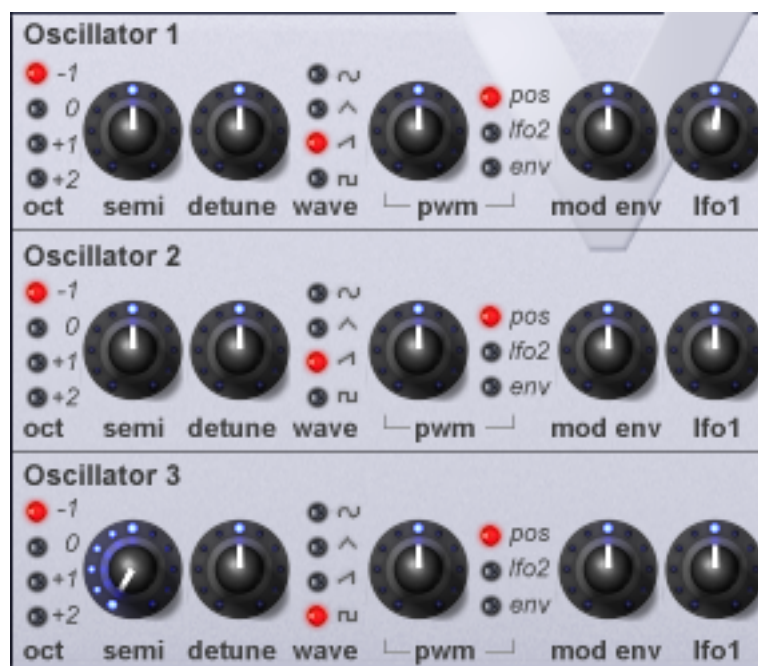 Oscillator 1
-1
0
+1
+2
pos
lfo2
env
oct semi detune wave pwm mod env lfo1
Oscillator 2
-1
0
+1
+2
pos
lfo2
env
oct semi detune wave pwm mod env lfo1
Oscillator 3
-1
0
+1
+2
pos
lfo2
env
oct semi detune wave pwm mod env lfo1